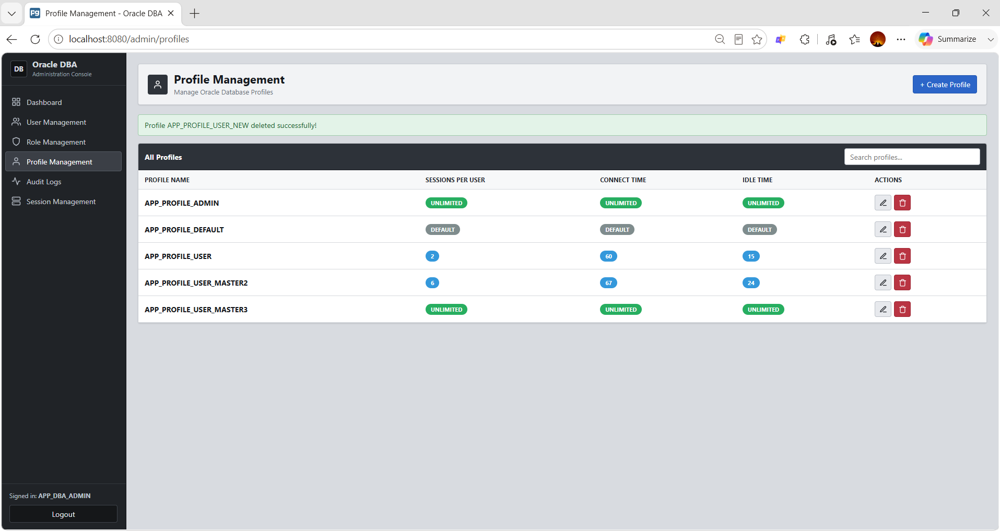 Profile Management - Oracle DBA
localhost:8080/admin/profiles
Summarize
DB
Oracle DBA
Administration Console
Dashboard
User Management
Role Management
Profile Management
Audit Logs
Session Management
Signed in: APP_DBA_ADMIN
Logout
Profile Management
Manage Oracle Database Profiles
+ Create Profile
Profile APP_PROFILE_USER_NEW deleted successfully!
All Profiles
Search profiles...
PROFILE NAME SESSIONS PER USER CONNECT TIME IDLE TIME ACTIONS
APP_PROFILE_ADMIN UNLIMITED UNLIMITED UNLIMITED
APP_PROFILE_DEFAULT DEFAULT DEFAULT DEFAULT
APP_PROFILE_USER 2 60 15
APP_PROFILE_USER_MASTER2 6 67 24
APP_PROFILE_USER_MASTER3 UNLIMITED UNLIMITED UNLIMITED